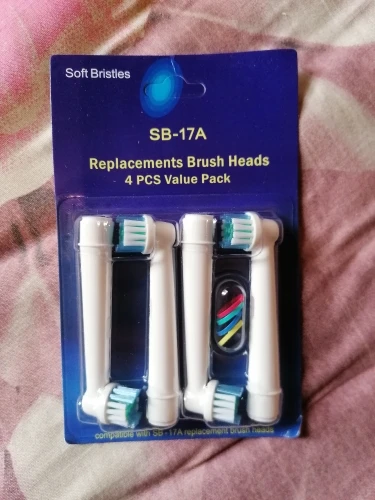 Soft Bristles
SB-17A
Replacements Brush Heads
4 PCS Value Pack
compatible with SB-17A replacement brush heads